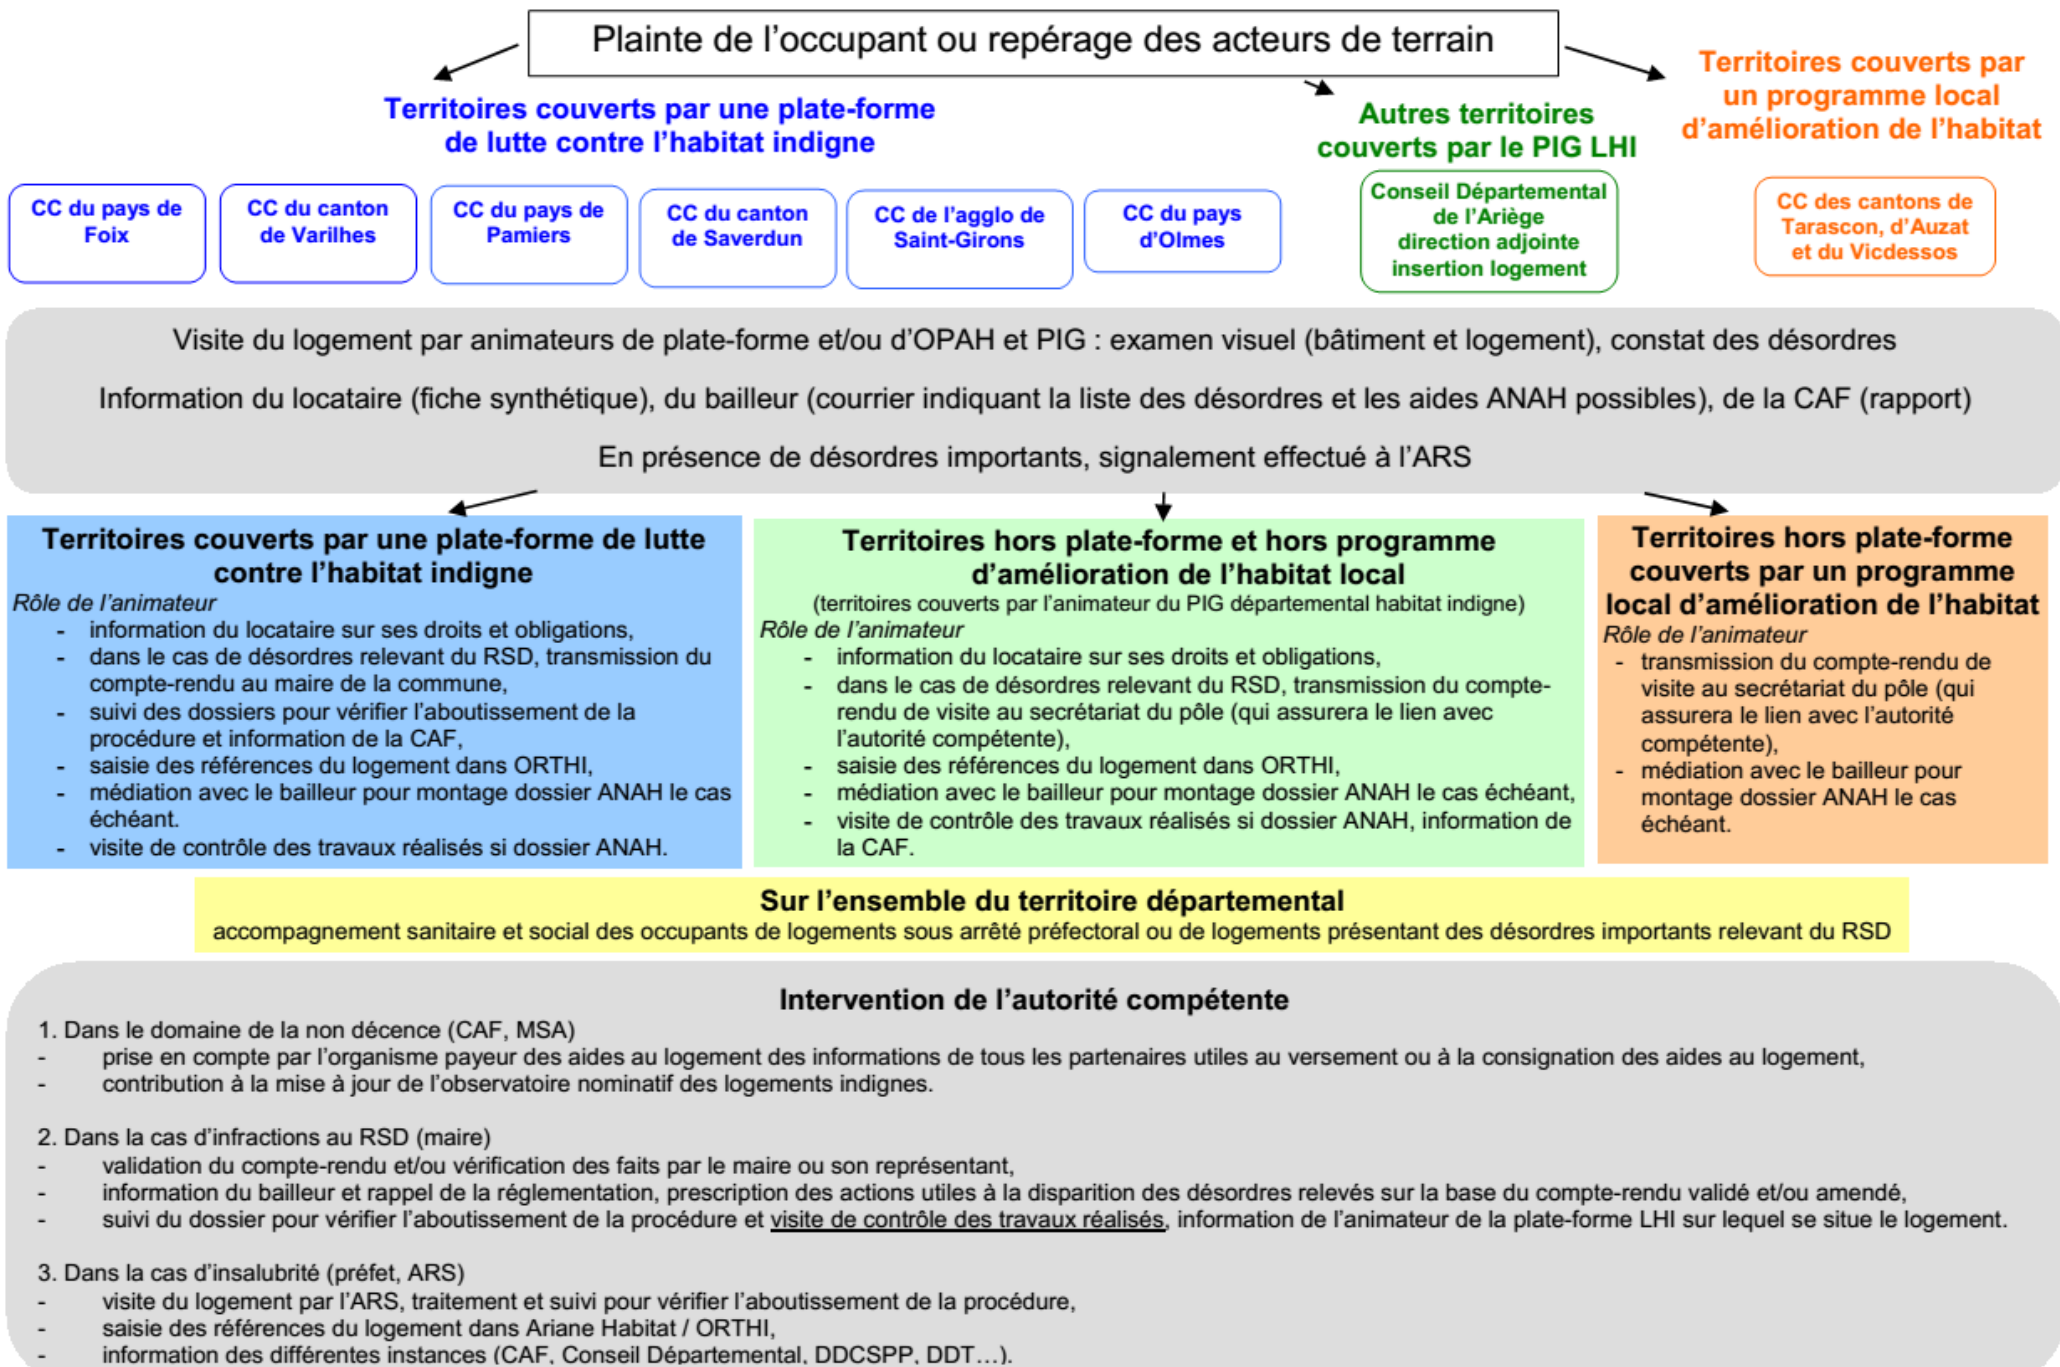 Plainte de l'occupant ou repérage des acteurs de terrain
Territoires couverts par une plate-forme
de lutte contre l'habitat indigne
Autres territoires
couverts par le PIG LHI
Territoires couverts par
un programme local
d'amélioration de l'habitat
CC du pays de
Foix
CC du canton
de Varilhes
CC du pays de
Pamiers
CC du canton
de Saverdun
CC de l'agglo de
Saint-Girons
CC du pays
d'Olmes
Conseil Départemental
de l'Ariège
direction adjointe
insertion logement
CC des cantons de
Tarascon, d'Auzat
et du Vicdessos
Visite du logement par animateurs de plate-forme et/ou d'OPAH et PIG : examen visuel (bâtiment et logement), constat des désordres
Information du locataire (fiche synthétique), du bailleur (courrier indiquant la liste des désordres et les aides ANAH possibles), de la CAF (rapport)
En présence de désordres importants, signalement effectué à l'ARS
Territoires couverts par une plate-forme de lutte
contre l'habitat indigne
Rôle de l'animateur
- information du locataire sur ses droits et obligations,
- dans le cas de désordres relevant du RSD, transmission du
compte-rendu au maire de la commune,
- suivi des dossiers pour vérifier l'aboutissement de la
procédure et information de la CAF,
- saisie des références du logement dans ORTHI,
- médiation avec le bailleur pour montage dossier ANAH le cas
échéant.
- visite de contrôle des travaux réalisés si dossier ANAH.
Territoires hors plate-forme et hors programme
d'amélioration de l'habitat local
(territoires couverts par l'animateur du PIG départemental habitat indigne)
Rôle de l'animateur
- information du locataire sur ses droits et obligations,
- dans le cas de désordres relevant du RSD, transmission du compte-
rendu de visite au secrétariat du pôle (qui assurera le lien avec
l'autorité compétente),
- saisie des références du logement dans ORTHI,
- médiation avec le bailleur pour montage dossier ANAH le cas échéant,
- visite de contrôle des travaux réalisés si dossier ANAH, information de
la CAF.
Territoires hors plate-forme
couverts par un programme
local d'amélioration de l'habitat
Rôle de l'animateur
- transmission du compte-rendu de
visite au secrétariat du pôle (qui
assurera le lien avec l'autorité
compétente),
- médiation avec le bailleur pour
montage dossier ANAH le cas
échéant.
Sur l'ensemble du territoire départemental
accompagnement sanitaire et social des occupants de logements sous arrêté préfectoral ou de logements présentant des désordres importants relevant du RSD
Intervention de l'autorité compétente
1. Dans le domaine de la non décence (CAF, MSA)
- prise en compte par l'organisme payeur des aides au logement des informations de tous les partenaires utiles au versement ou à la consignation des aides au logement,
- contribution à la mise à jour de l'observatoire nominatif des logements indignes.
2. Dans la cas d'infractions au RSD (maire)
- validation du compte-rendu et/ou vérification des faits par le maire ou son représentant,
- information du bailleur et rappel de la réglementation, prescription des actions utiles à la disparition des désordres relevés sur la base du compte-rendu validé et/ou amendé,
- suivi du dossier pour vérifier l'aboutissement de la procédure et visite de contrôle des travaux réalisés, information de l'animateur de la plate-forme LHI sur lequel se situe le logement.
3. Dans la cas d'insalubrité (préfet, ARS)
- visite du logement par l'ARS, traitement et suivi pour vérifier l'aboutissement de la procédure,
- saisie des références du logement dans Ariane Habitat / ORTHI,
- information des différentes instances (CAF, Conseil Départemental, DDCSPP, DDT…).